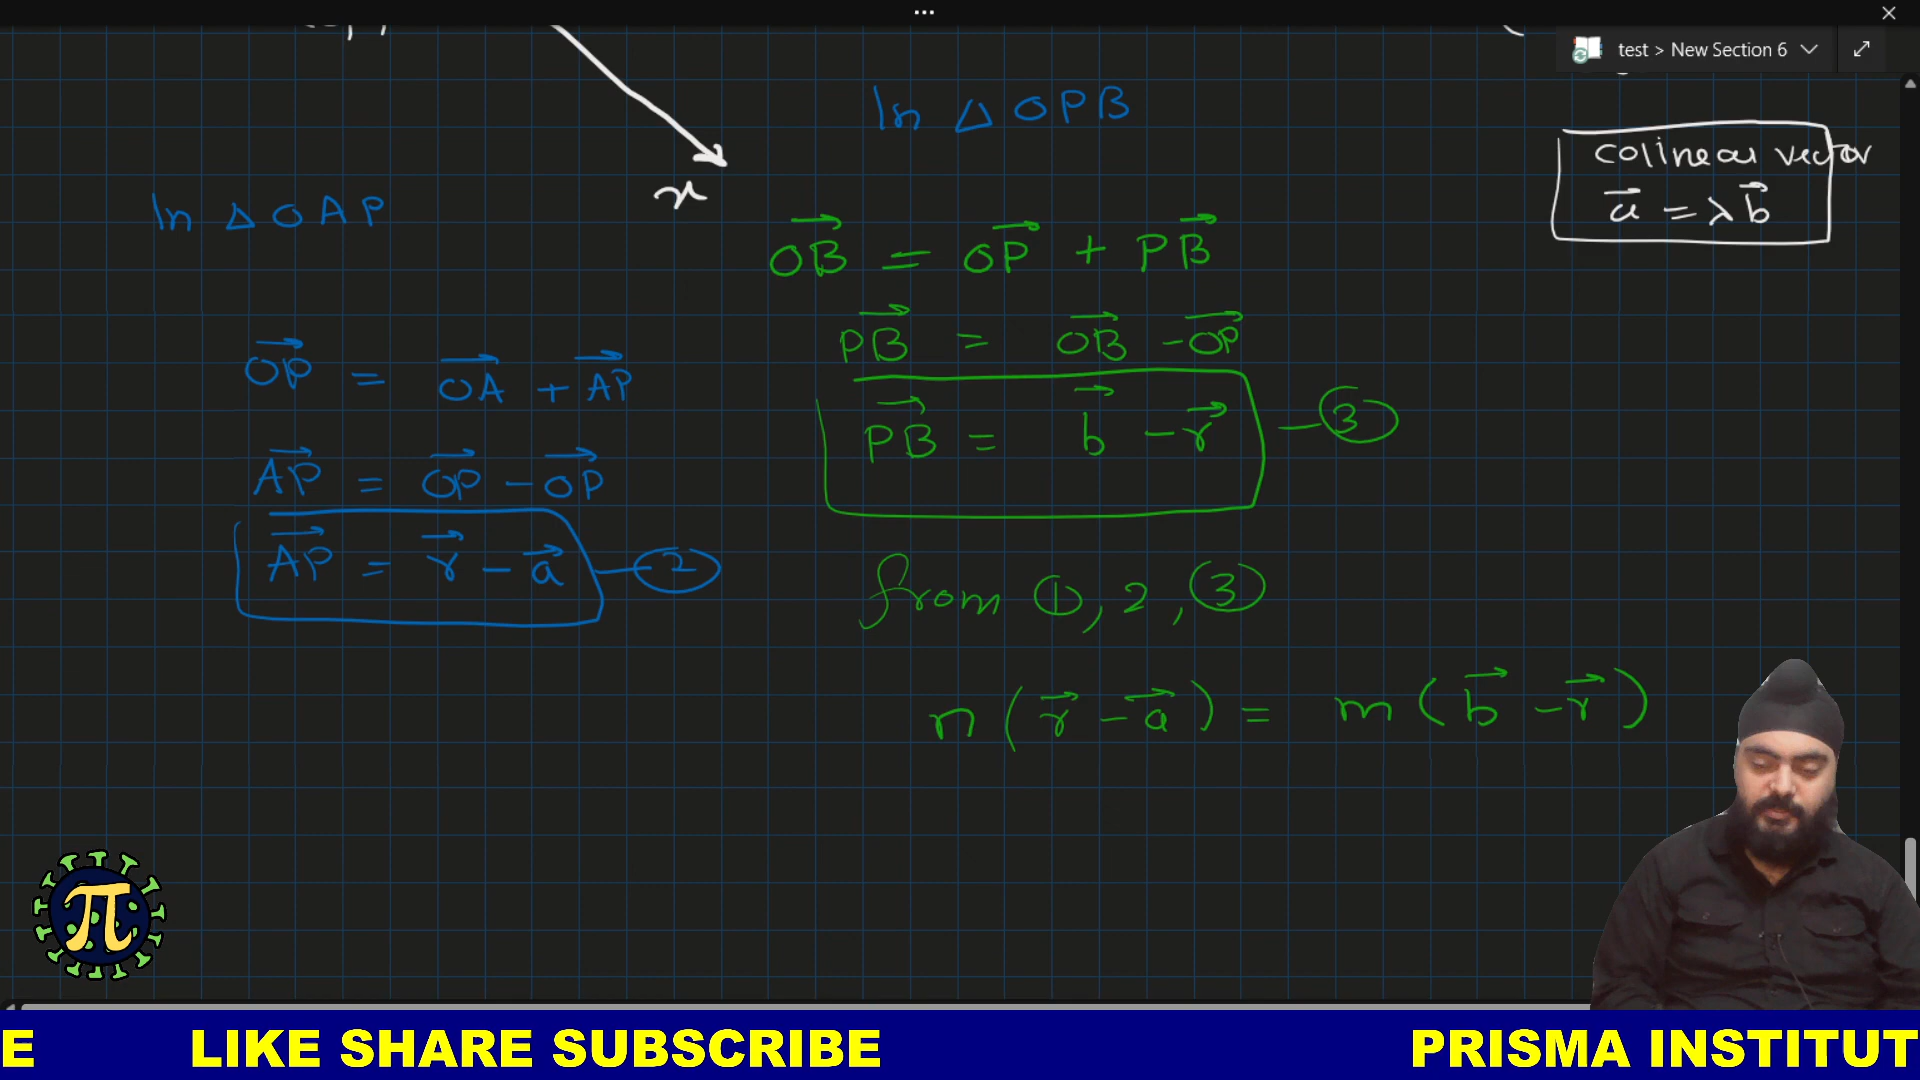 ...
test > New Section 6
In △ OPB
colinear vector
a⃗ = λb⃗
x
In △ OAP
OB⃗ = OP⃗ + PB⃗
PB⃗ = OB⃗ - OP⃗
OP⃗ = OA⃗ + AP⃗
PB⃗ = b⃗ - r⃗ — ③
AP⃗ = OP⃗ - OP⃗
AP⃗ = r⃗ - a⃗ — ②
from ①, 2, ③
n(r⃗ - a⃗) = m(b⃗ - r⃗)
π
E LIKE SHARE SUBSCRIBE PRISMA INSTITUT